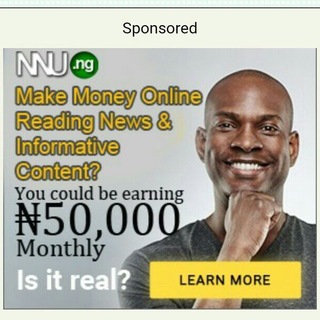 Sponsored
NNU.ng
Make Money Online
Reading News &
Informative
Content?
You could be earning
₦50,000
Monthly
Is it real?
LEARN MORE